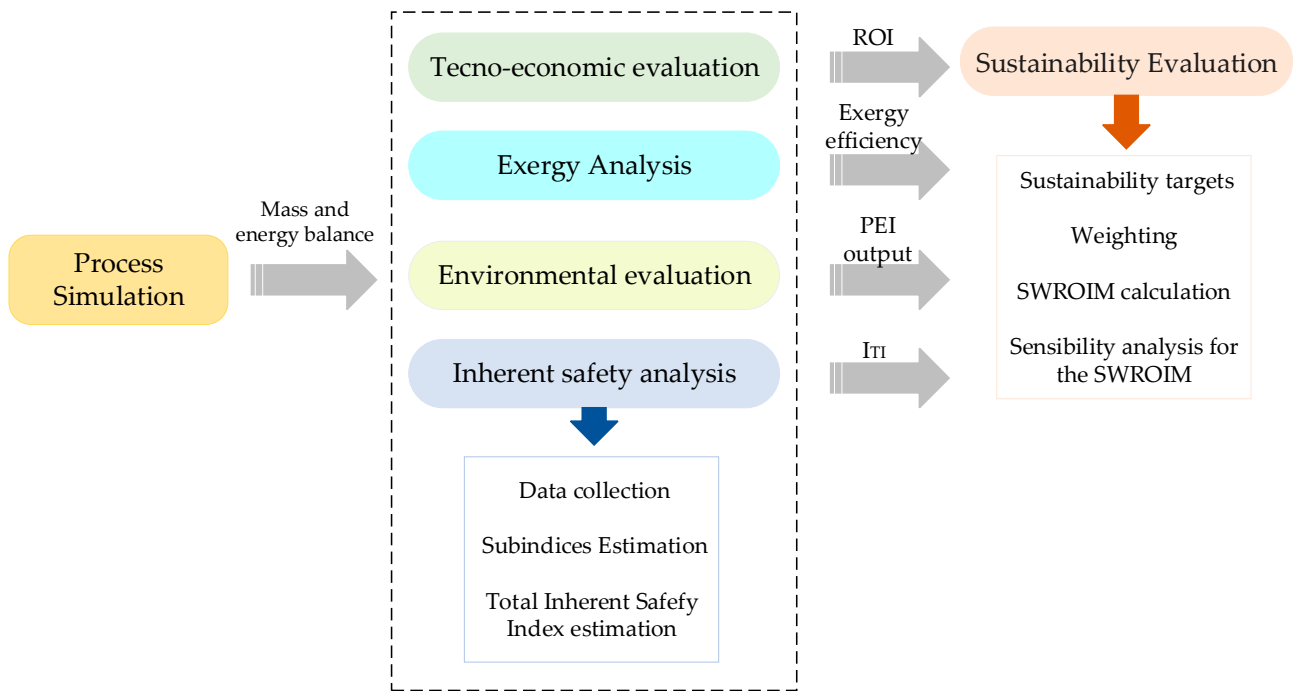 Process
Simulation
Mass and
energy balance
Tecno-economic evaluation
Exergy Analysis
Environmental evaluation
Inherent safety analysis
Data collection
Subindices Estimation
Total Inherent Safefy
Index estimation
ROI
Exergy
efficiency
PEI
output
ITI
Sustainability Evaluation
Sustainability targets
Weighting
SWROIM calculation
Sensibility analysis for
the SWROIM